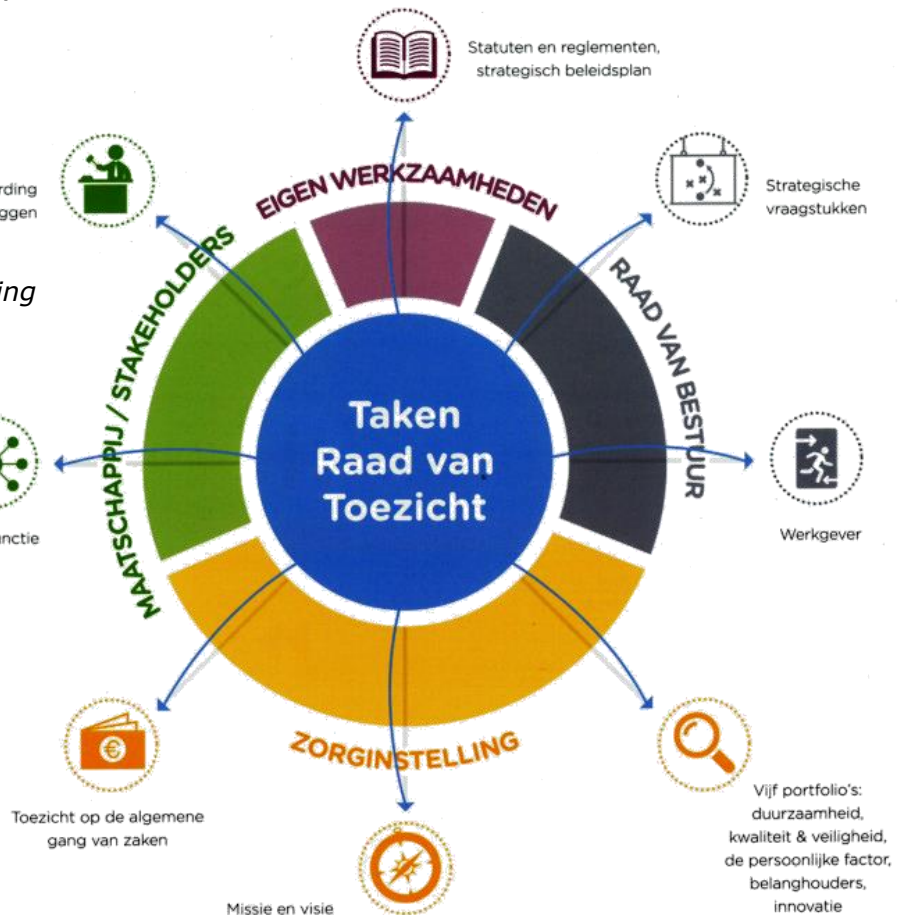 Statuten en reglementen,
strategisch beleidsplan
EIGEN WERKZAAMHEDEN
Strategische
vraagstukken
RAAD VAN BESTUUR
MAATSCHAPPIJ / STAKEHOLDERS
Taken
Raad van
Toezicht
Werkgever
ZORGINSTELLING
Toezicht op de algemene
gang van zaken
Missie en visie
Vijf portfolio's:
duurzaamheid,
kwaliteit & veiligheid,
de persoonlijke factor,
belanghouders,
innovatie